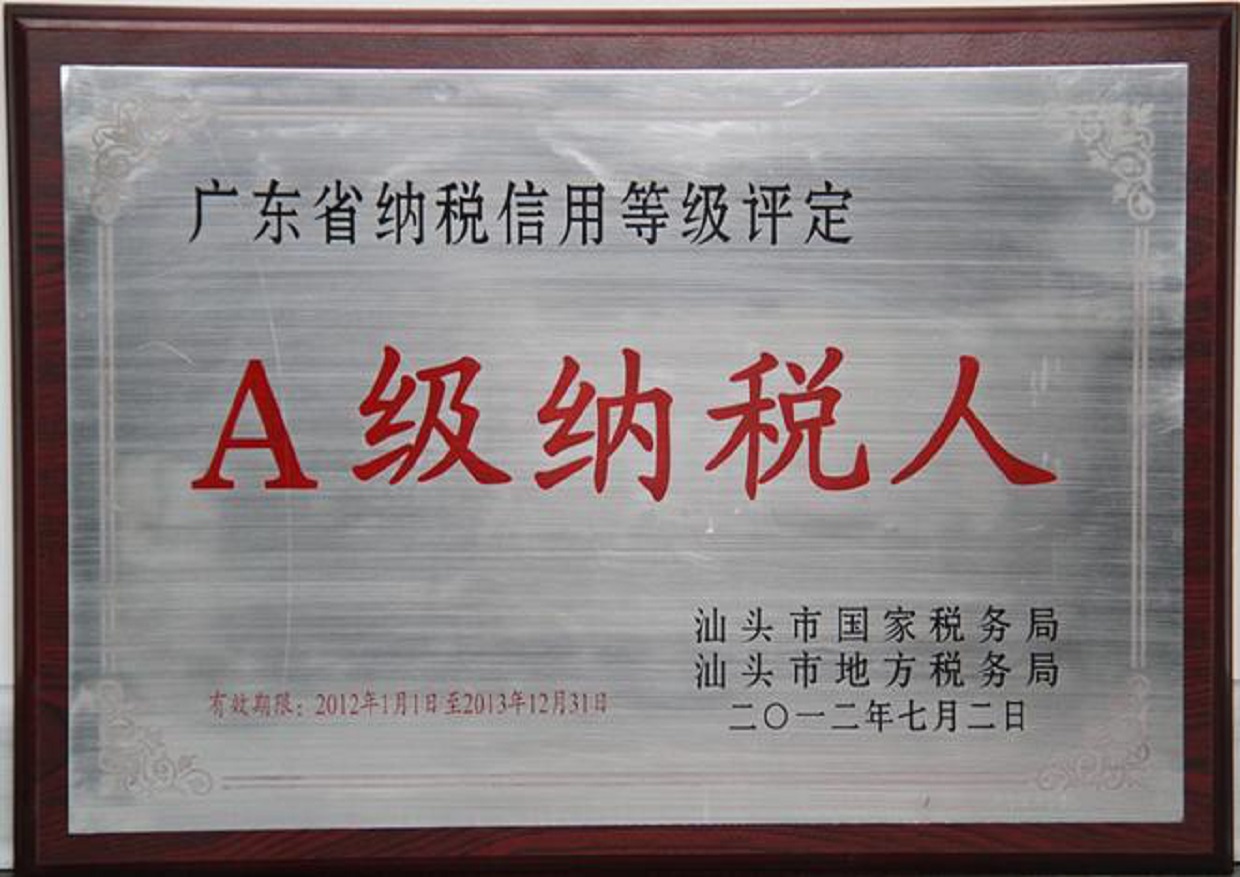 广东省纳税信用等级评定
A级纳税人
汕头市国家税务局
汕头市地方税务局
有效期限：2012年1月1日至2013年12月31日
二〇一二年七月二日